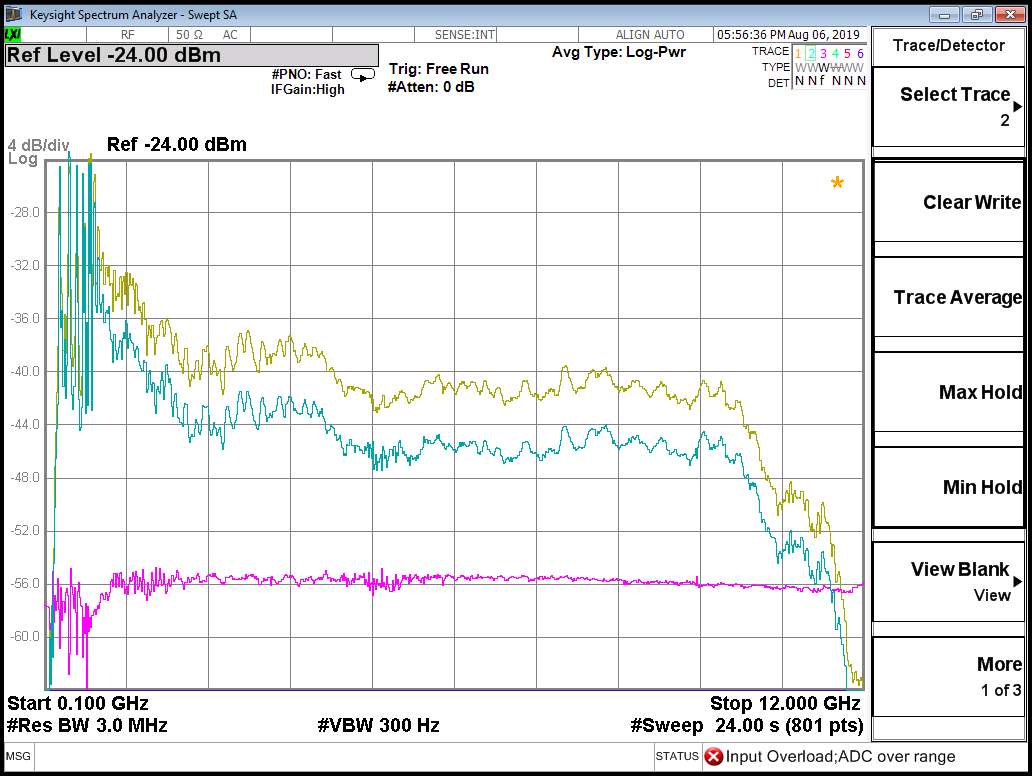 Keysight Spectrum Analyzer - Swept SA
LXI
RF
50 Ω
AC
SENSE:INT
ALIGN AUTO
05:56:36 PM Aug 06, 2019
Ref Level -24.00 dBm
#PNO: Fast
IFGain:High
Trig: Free Run
#Atten: 0 dB
Avg Type: Log-Pwr
TRACE 1 2 3 4 5 6
TYPE WWWWWW
DET N N f N N N
4 dB/div
Log
Ref -24.00 dBm
-28.0
-32.0
-36.0
-40.0
-44.0
-48.0
-52.0
-56.0
-60.0
*
Start 0.100 GHz
Stop 12.000 GHz
#Res BW 3.0 MHz
#VBW 300 Hz
#Sweep 24.00 s (801 pts)
MSG
STATUS
Input Overload;ADC over range
Trace/Detector
Select Trace
2
Clear Write
Trace Average
Max Hold
Min Hold
View Blank
View
More
1 of 3